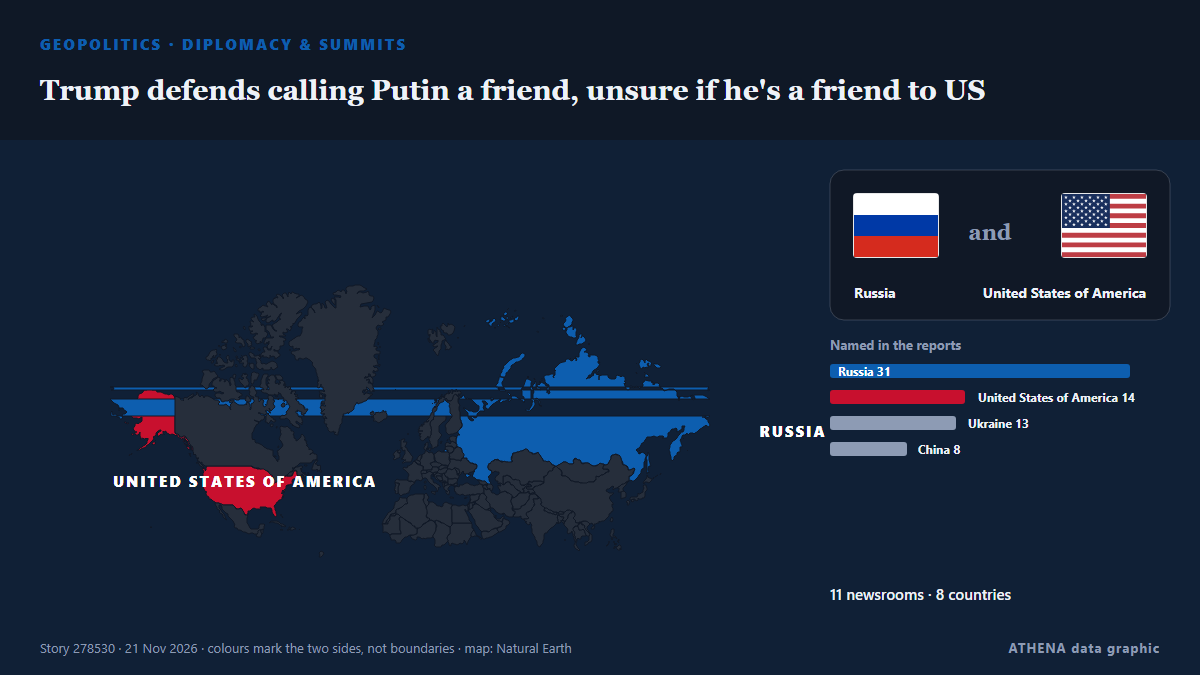 GEOPOLITICS · DIPLOMACY & SUMMITS
Trump defends calling Putin a friend, unsure if he's a friend to US
and
Russia
United States of America
Named in the reports
Russia 31
United States of America 14
Ukraine 13
China 8
RUSSIA
UNITED STATES OF AMERICA
11 newsrooms · 8 countries
Story 278530 · 21 Nov 2026 · colours mark the two sides, not boundaries · map: Natural Earth
ATHENA data graphic